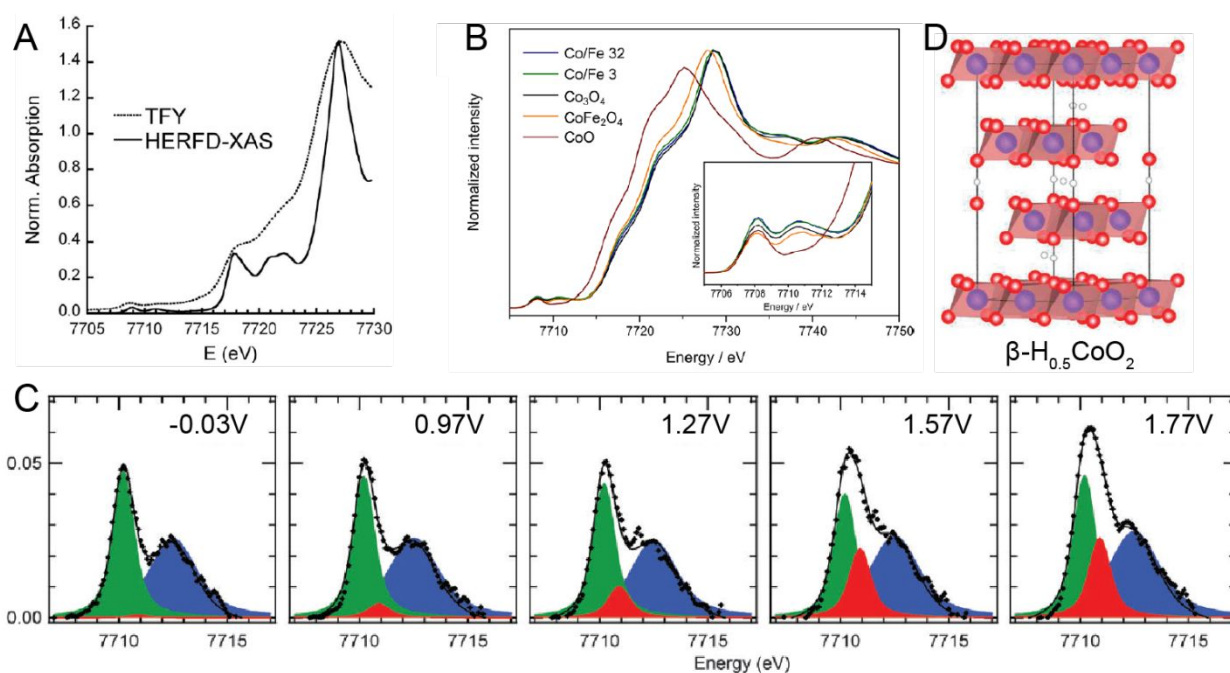 A
1.6
1.4
1.2
1.0
0.8
0.6
0.4
0.2
0.0
Norm. Absorption
TFY
HERFD-XAS
7705
7710
7715
7720
7725
7730
E (eV)
B
Normalized intensity
Co/Fe 32
Co/Fe 3
Co₃O₄
CoFe₂O₄
CoO
Normalized intensity
7706 7708 7710 7712 7714
Energy / eV
7710 7720 7730 7740 7750
Energy / eV
D
β-H₀.₅CoO₂
C
-0.03V
0.97V
1.27V
1.57V
1.77V
0.05
0.00
7710 7715
7710 7715
7710 7715
7710 7715
7710 7715
Energy (eV)